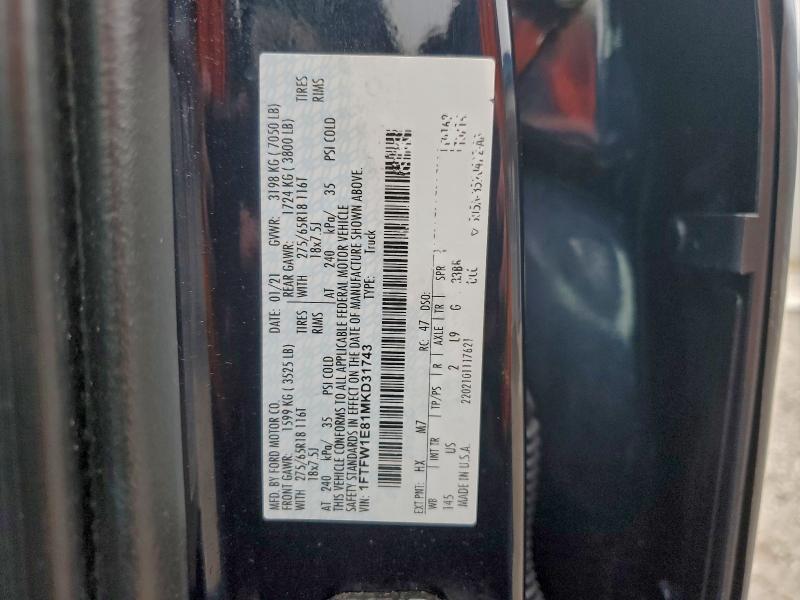 MFD. BY FORD MOTOR CO. DATE: 01/21 GVWR: 3198 KG ( 7050 LB)
FRONT GAWR: 1599 KG ( 3525 LB) REAR GAWR: 1724 KG ( 3800 LB)
WITH 275/65R18 116T TIRES WITH 275/65R18 116T TIRES
18x7.5J RIMS 18x7.5J RIMS
AT 240 kPa/ 35 PSI COLD AT 240 kPa/ 35 PSI COLD
THIS VEHICLE CONFORMS TO ALL APPLICABLE FEDERAL MOTOR VEHICLE
SAFETY STANDARDS IN EFFECT ON THE DATE OF MANUFACTURE SHOWN ABOVE.
VIN: 1FTFW1E81MKD31743 TYPE: Truck
EXT PNT: HX M7 RC: 47 DSO:
WB INT TR TP/PS R AXLE TR SPR
145 US 2 L9 G
MADE IN U.S.A. 2202101117621